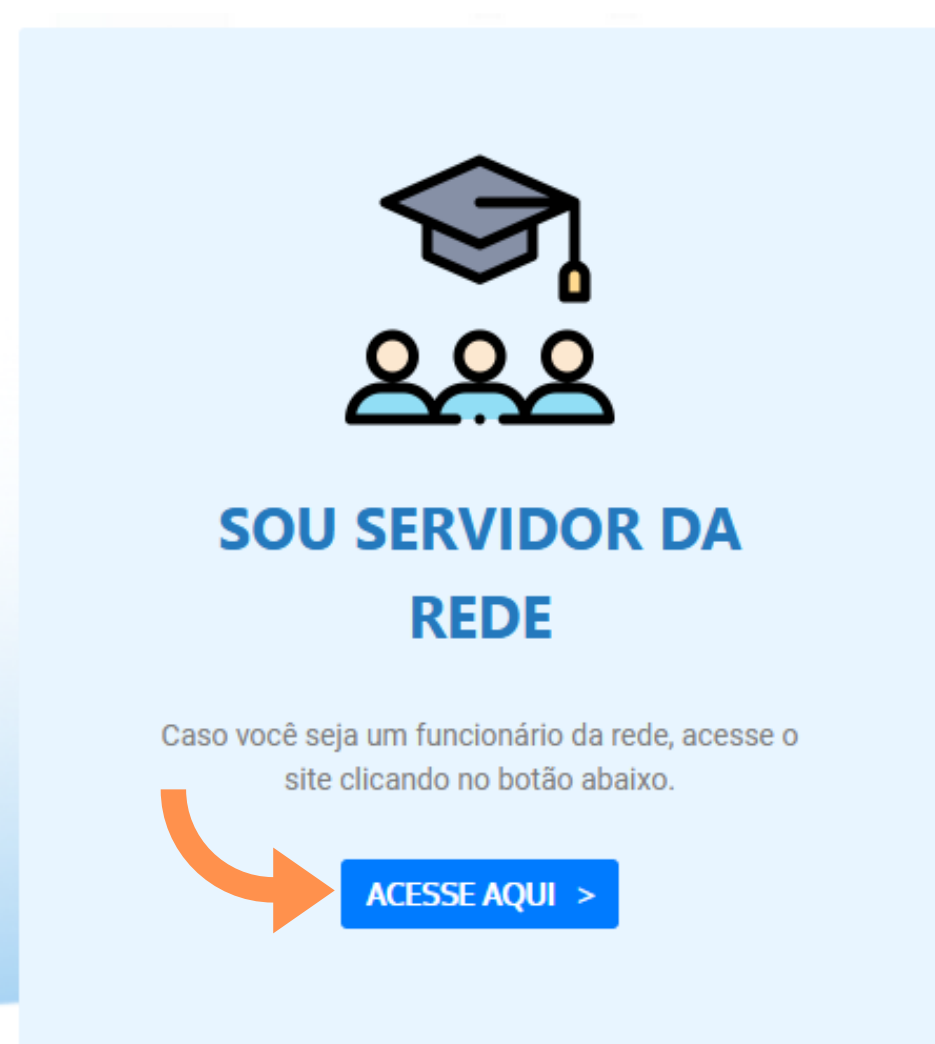 SOU SERVIDOR DA
REDE
Caso você seja um funcionário da rede, acesse o
site clicando no botão abaixo.
ACESSE AQUI >